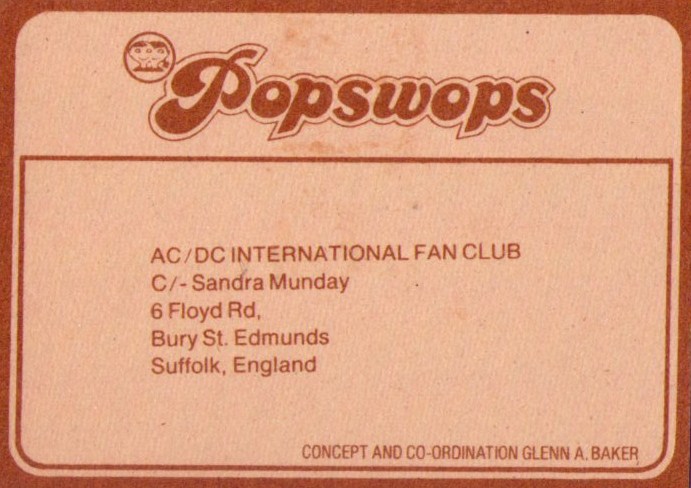 Popswops
AC/DC INTERNATIONAL FAN CLUB
C/- Sandra Munday
6 Floyd Rd,
Bury St. Edmunds
Suffolk, England
CONCEPT AND CO-ORDINATION GLENN A. BAKER